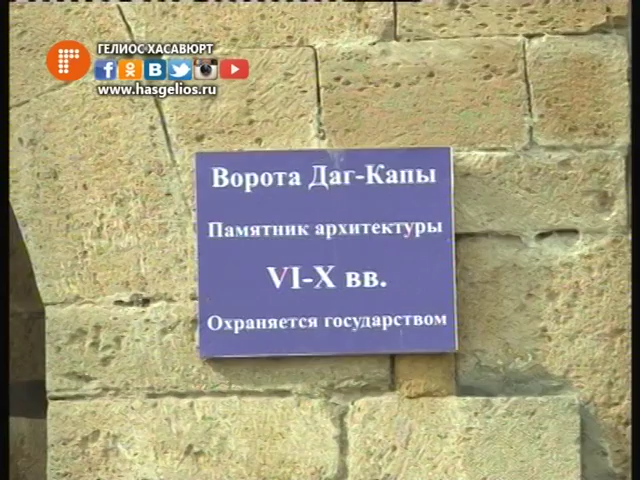 ГЕЛИОС ХАСАВЮРТ
www.hasgelios.ru
Ворота Даг-Капы
Памятник архитектуры
VI-X вв.
Охраняется государством